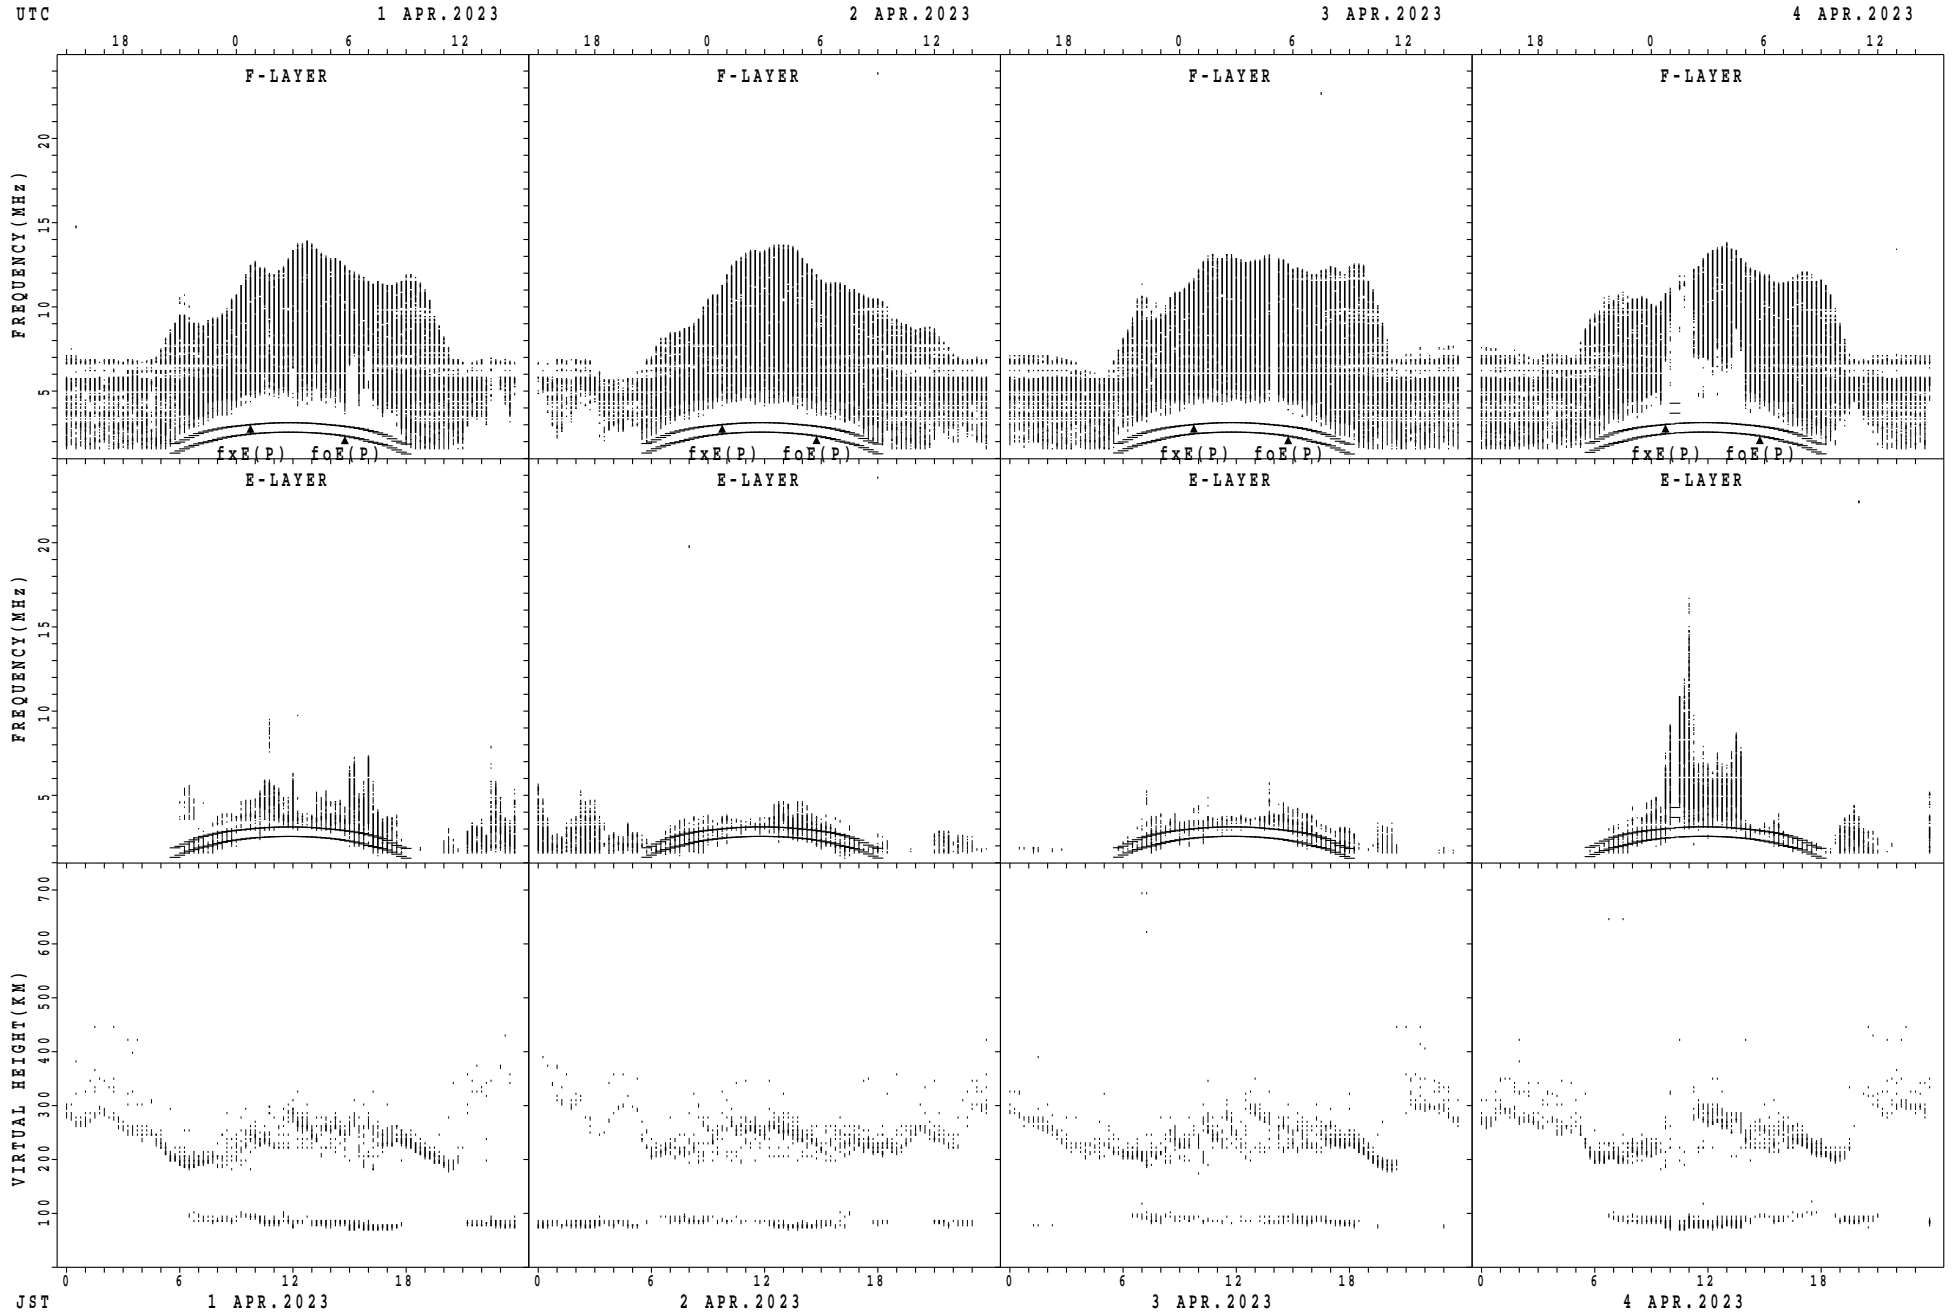 UTC 1 APR.2023 2 APR.2023 3 APR.2023 4 APR.2023
18 0 6 12 18 0 6 12 18 0 6 12 18 0 6 12
F-LAYER F-LAYER F-LAYER F-LAYER
FREQUENCY(MHz)
20
15
10
5
fxE(P) foE(P) fxE(P) foE(P) fxE(P) foE(P) fxE(P) foE(P)
E-LAYER E-LAYER E-LAYER E-LAYER
FREQUENCY(MHz)
20
15
10
5
VIRTUAL HEIGHT(KM)
700
600
500
400
300
200
100
0 6 12 18 0 6 12 18 0 6 12 18 0 6 12 18
JST 1 APR.2023 2 APR.2023 3 APR.2023 4 APR.2023